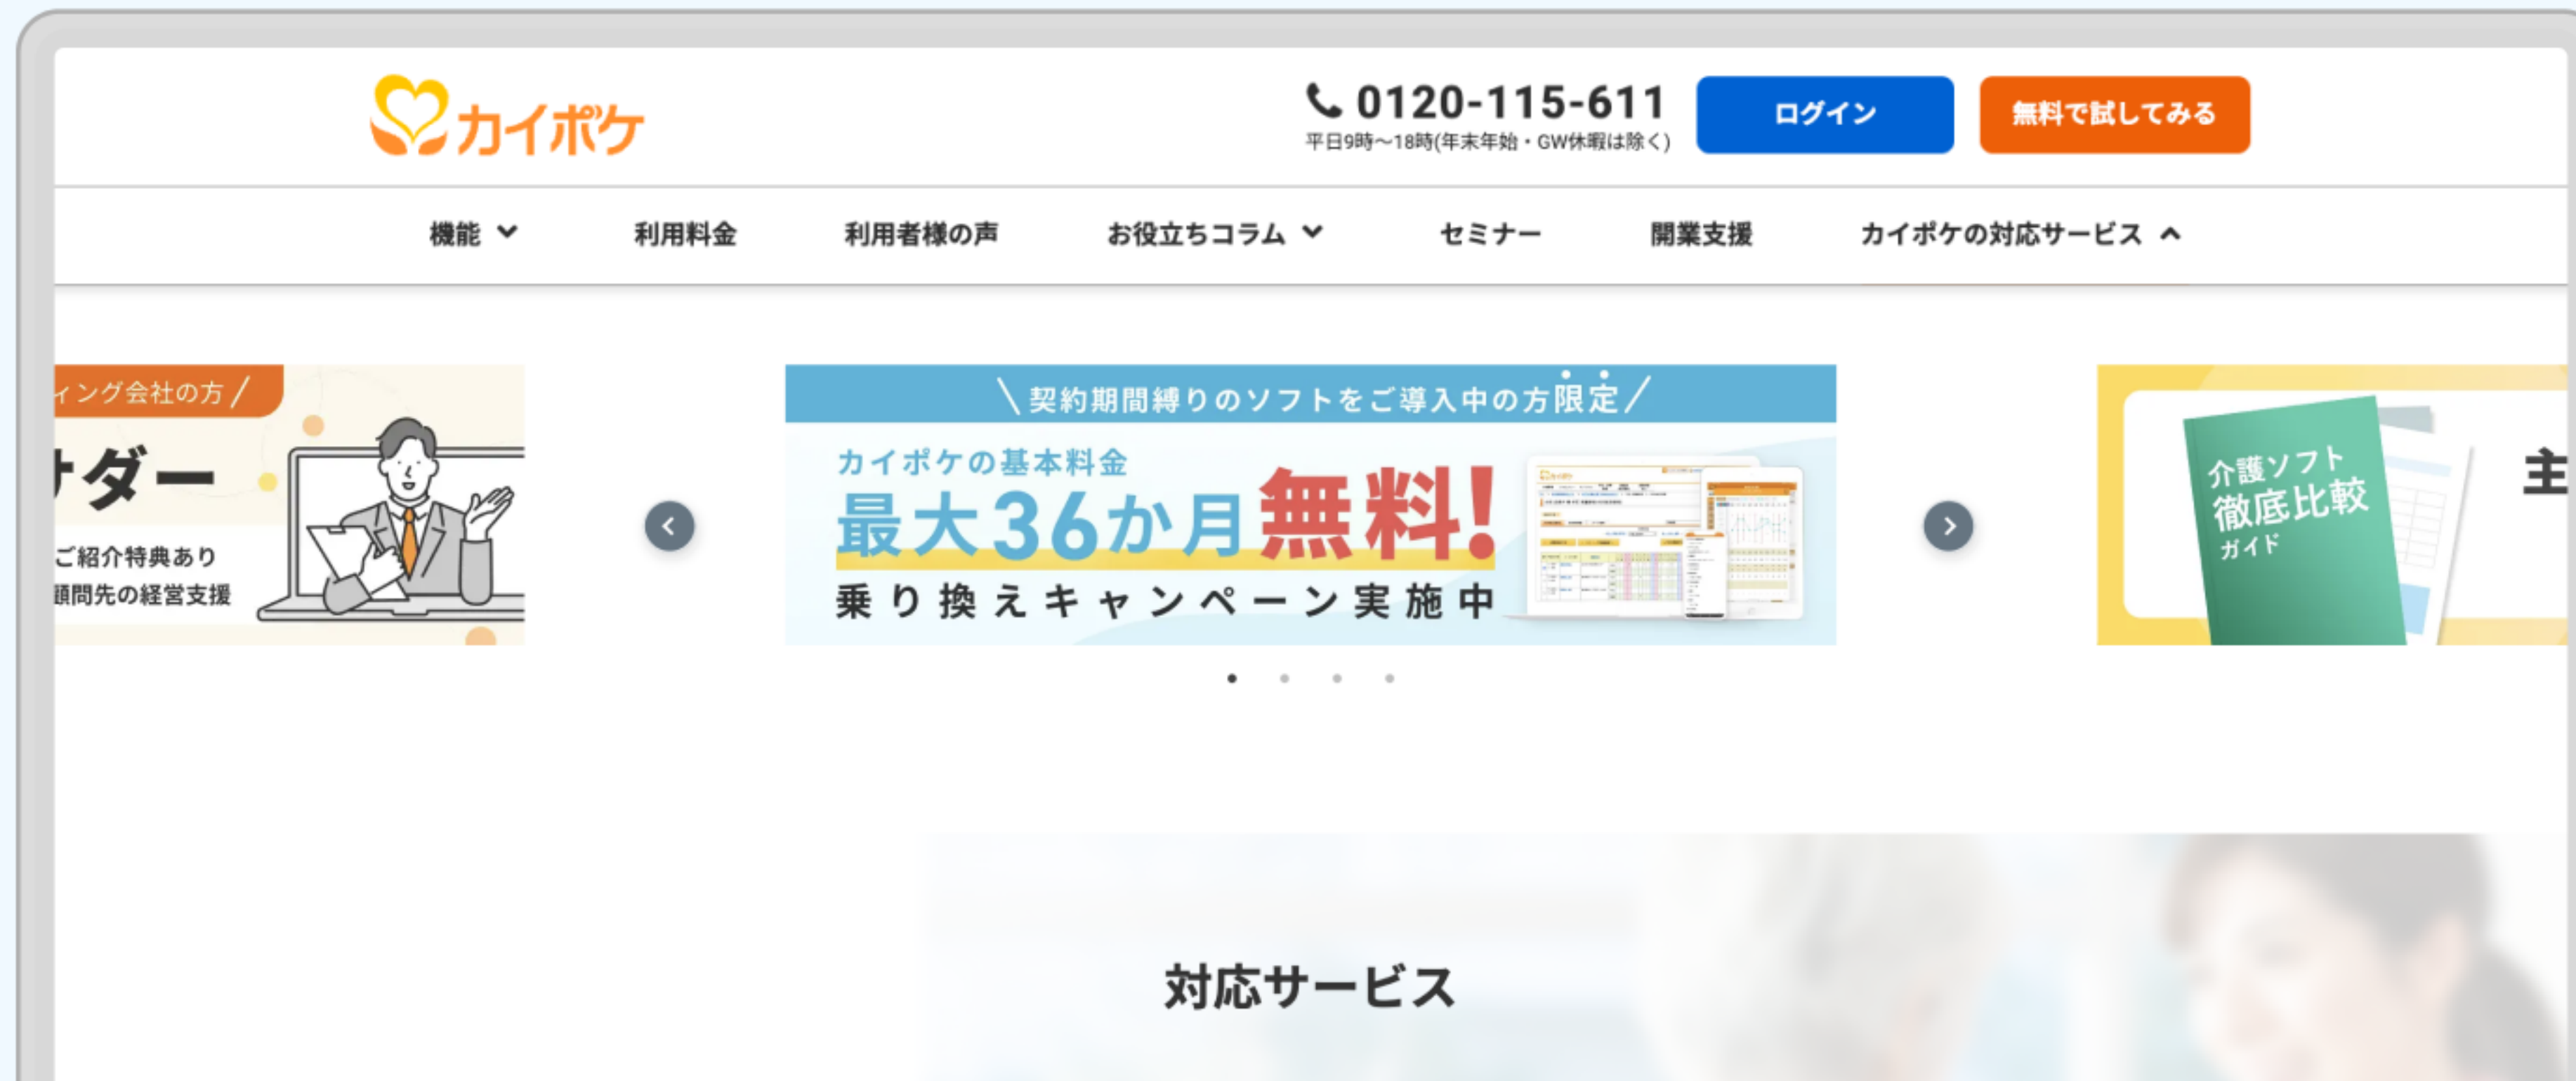 カイポケ
0120-115-611
平日9時～18時(年末年始・GW休暇は除く)
ログイン
無料で試してみる
機能
利用料金
利用者様の声
お役立ちコラム
セミナー
開業支援
カイポケの対応サービス
ィング会社の方
サダー
ご紹介特典あり
顧問先の経営支援
契約期間縛りのソフトをご導入中の方限定
カイポケの基本料金
最大36か月無料!
乗り換えキャンペーン実施中
介護ソフト
徹底比較
ガイド
主
対応サービス